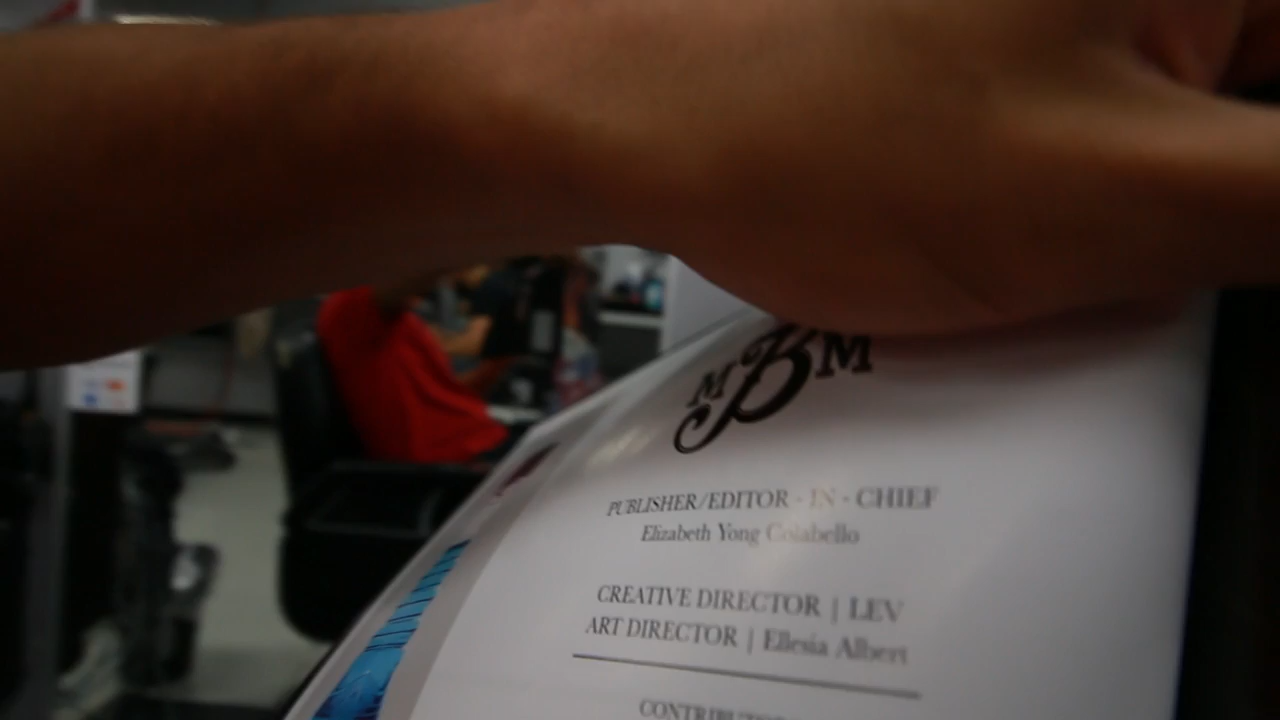 MBM
PUBLISHER/EDITOR - IN - CHIEF
Elizabeth Yong Colabello
CREATIVE DIRECTOR | LEV
ART DIRECTOR | Ellesia Albert